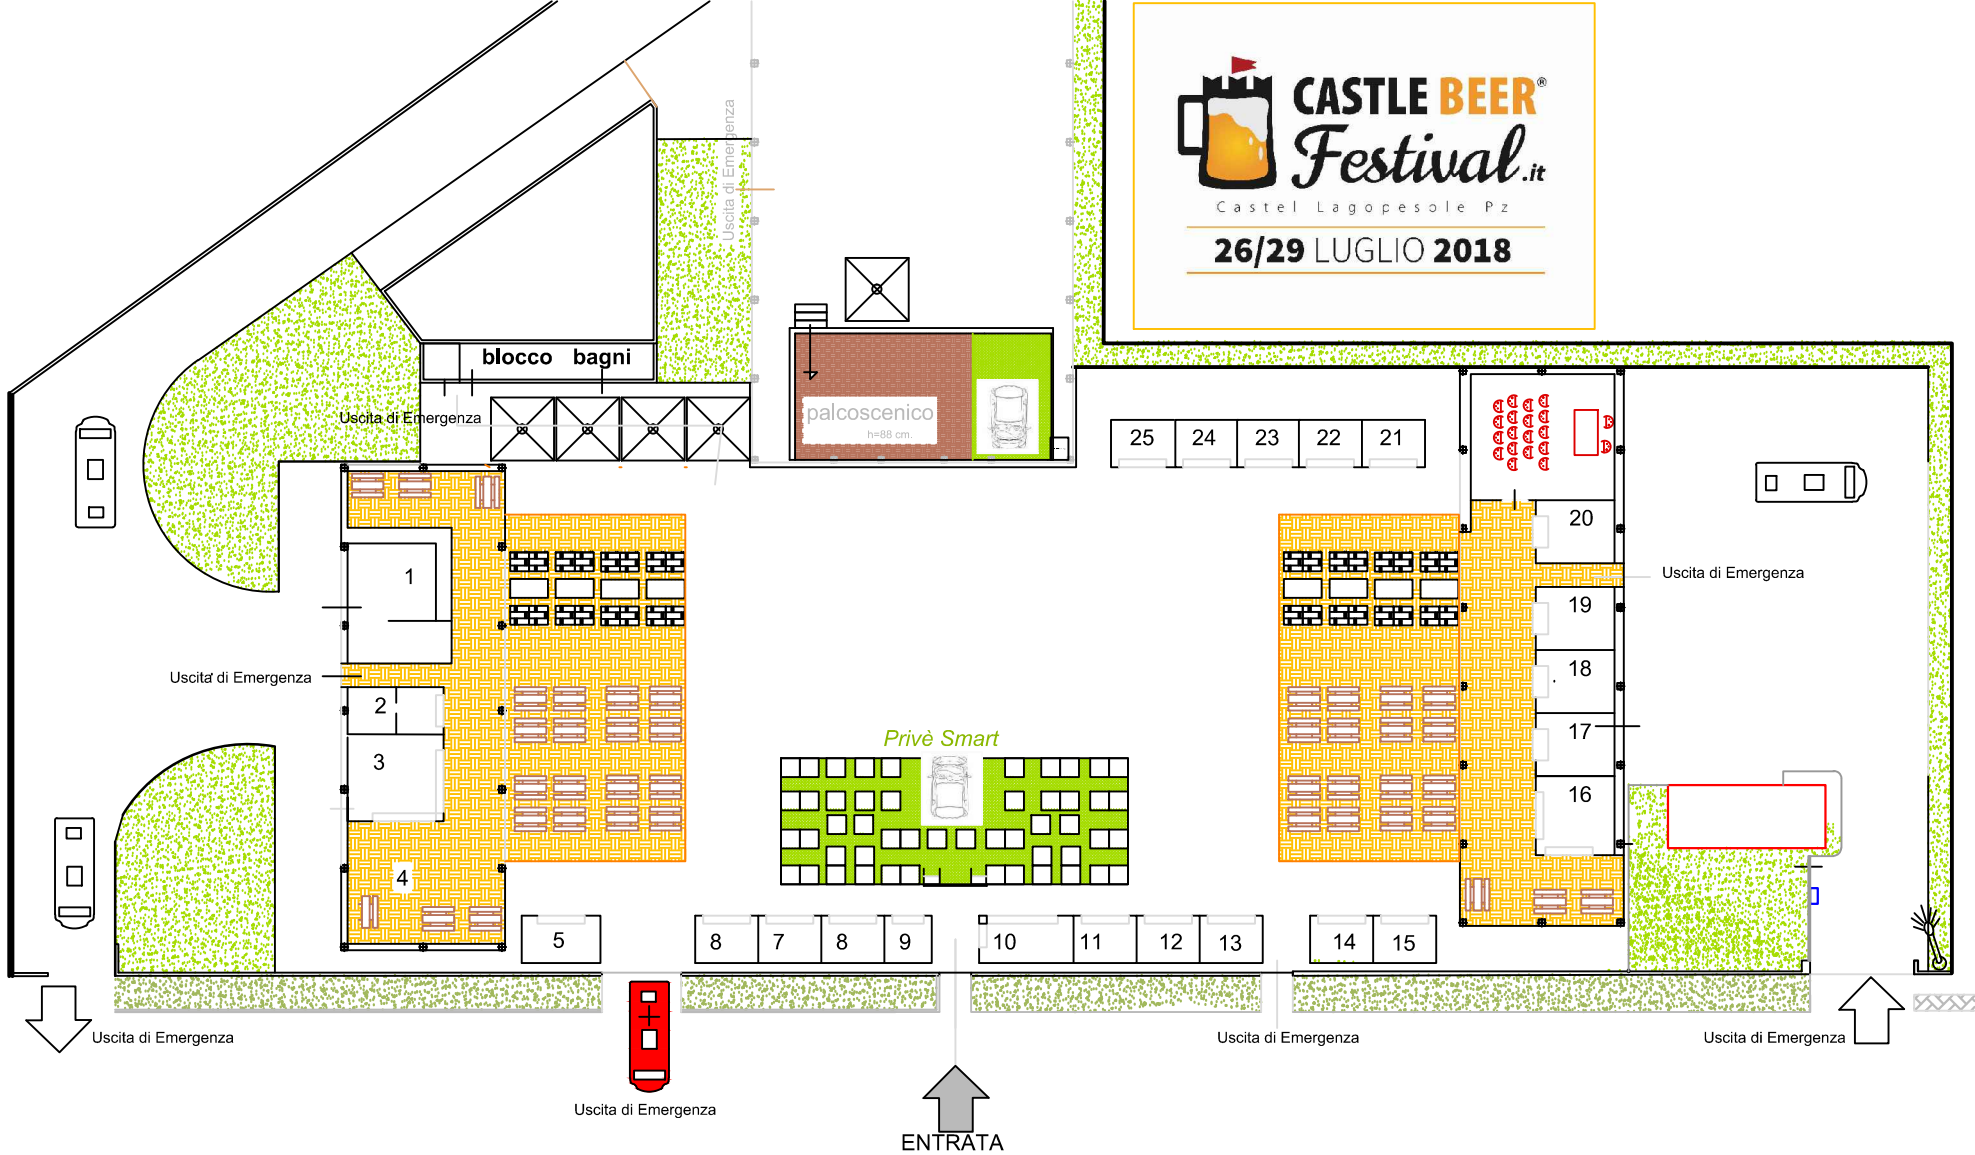 CASTLE BEER®
Festival.it
Castel Lagopesole Pz
26/29 LUGLIO 2018
Uscita di Emergenza
blocco bagni
Uscita di Emergenza
palcoscenico
h=88 cm.
25 24 23 22 21
20
1
Uscita di Emergenza
19
Uscita di Emergenza
18
2
17
Privè Smart
3
16
4
5
8 7 8 9 10 11 12 13 14 15
Uscita di Emergenza
Uscita di Emergenza
Uscita di Emergenza
Uscita di Emergenza
ENTRATA